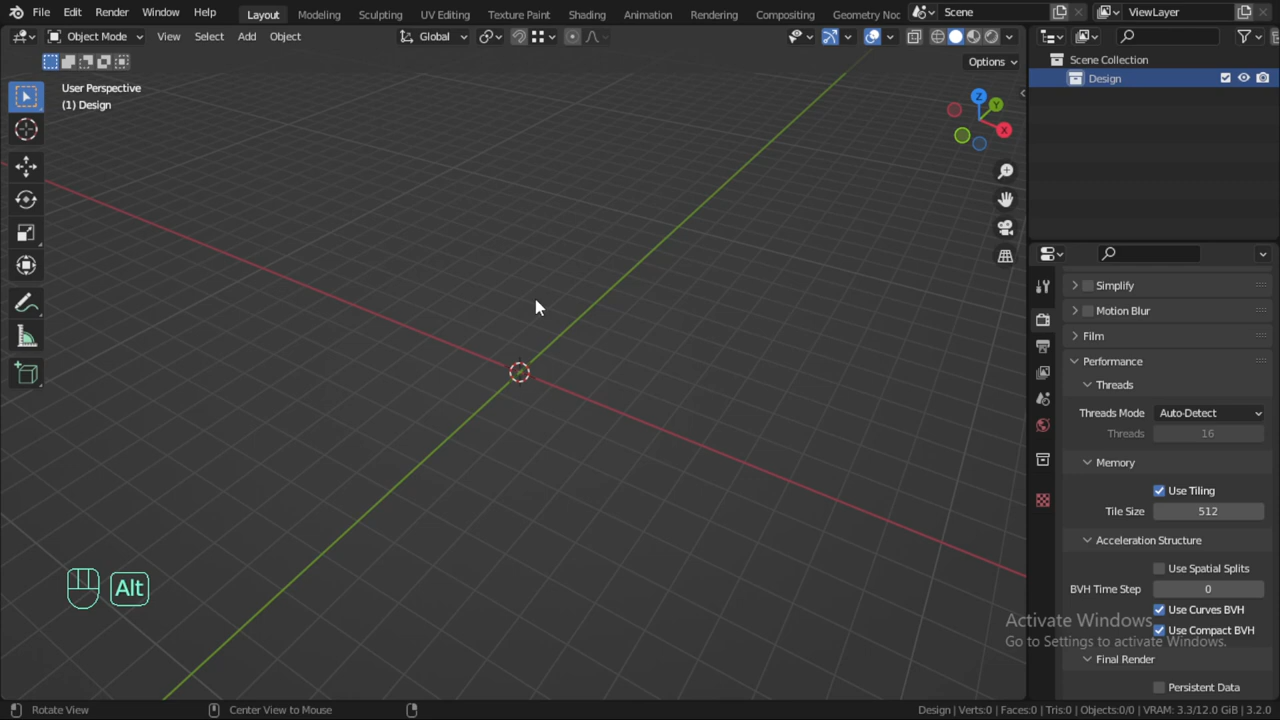 File Edit Render Window Help Layout Modeling Sculpting UV Editing Texture Paint Shading Animation Rendering Compositing Geometry Noc Scene ViewLayer
Object Mode View Select Add Object Global
Options
User Perspective
(1) Design
Scene Collection
Design
X
Y
Z
Simplify
Motion Blur
Film
Performance
Threads
Threads Mode Auto-Detect
Threads 16
Memory
Use Tiling
Tile Size 512
Acceleration Structure
Use Spatial Splits
BVH Time Step 0
Use Curves BVH
Use Compact BVH
Final Render
Persistent Data
Alt
Activate Windows
Go to Settings to activate Windows.
Rotate View Center View to Mouse Design | Verts:0 | Faces:0 | Tris:0 | Objects:0/0 | VRAM: 3.3/12.0 GiB | 3.2.0